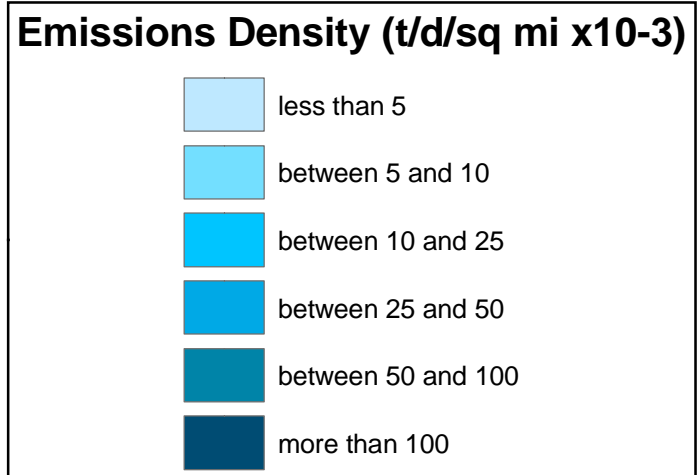 Emissions Density (t/d/sq mi x10-3)
less than 5
between 5 and 10
between 10 and 25
between 25 and 50
between 50 and 100
more than 100